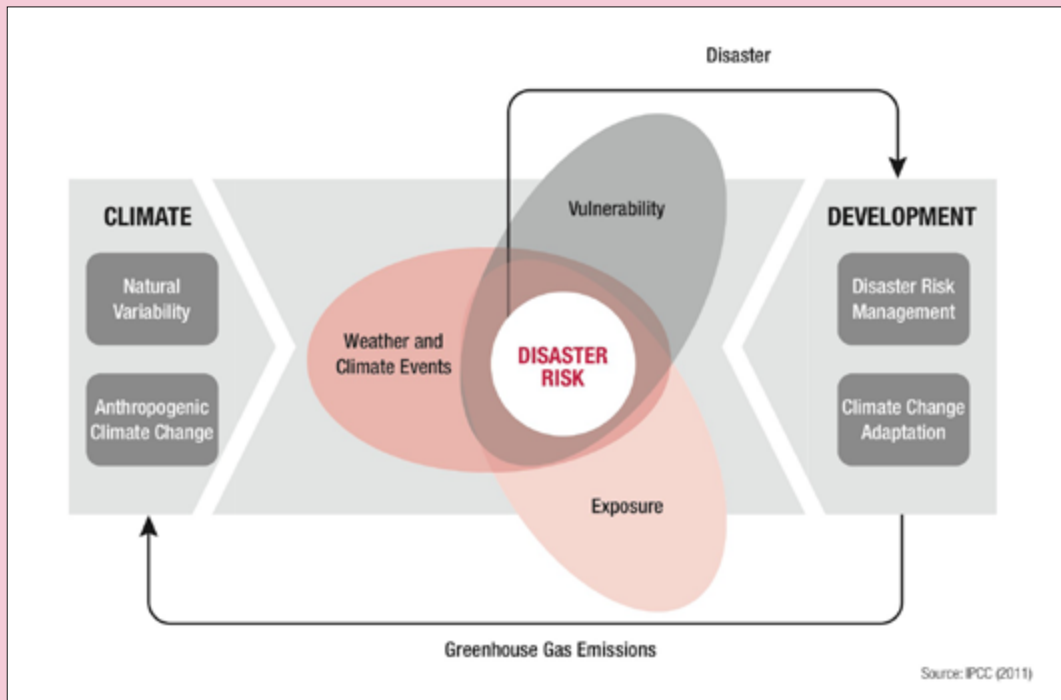 Disaster
CLIMATE
Natural
Variability
Anthropogenic
Climate Change
Vulnerability
Weather and
Climate Events
DISASTER
RISK
Exposure
DEVELOPMENT
Disaster Risk
Management
Climate Change
Adaptation
Greenhouse Gas Emissions
Source: IPCC (2011)